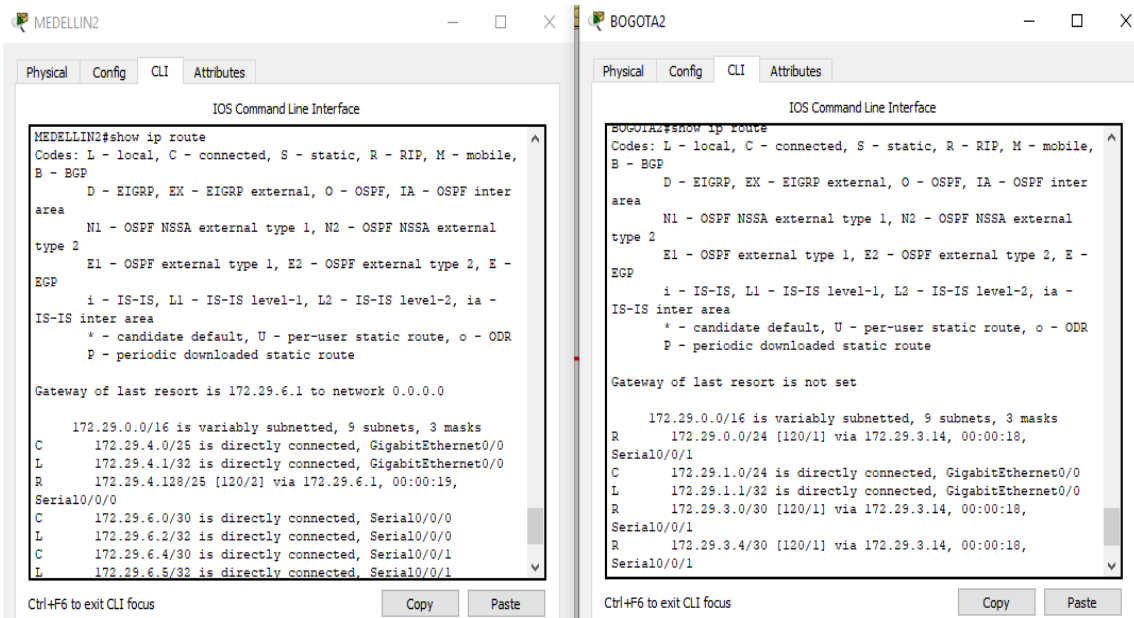 MEDELLIN2
Physical Config CLI Attributes
IOS Command Line Interface
MEDELLIN2#show ip route
Codes: L - local, C - connected, S - static, R - RIP, M - mobile,
B - BGP
D - EIGRP, EX - EIGRP external, O - OSPF, IA - OSPF inter
area
N1 - OSPF NSSA external type 1, N2 - OSPF NSSA external
type 2
E1 - OSPF external type 1, E2 - OSPF external type 2, E -
EGP
i - IS-IS, L1 - IS-IS level-1, L2 - IS-IS level-2, ia -
IS-IS inter area
* - candidate default, U - per-user static route, o - ODR
P - periodic downloaded static route
Gateway of last resort is 172.29.6.1 to network 0.0.0.0
172.29.0.0/16 is variably subnetted, 9 subnets, 3 masks
C 172.29.4.0/25 is directly connected, GigabitEthernet0/0
L 172.29.4.1/32 is directly connected, GigabitEthernet0/0
R 172.29.4.128/25 [120/2] via 172.29.6.1, 00:00:19,
Serial0/0/0
C 172.29.6.0/30 is directly connected, Serial0/0/0
L 172.29.6.2/32 is directly connected, Serial0/0/0
C 172.29.6.4/30 is directly connected, Serial0/0/1
L 172.29.6.5/32 is directly connected, Serial0/0/1
Ctrl+F6 to exit CLI focus
Copy Paste
BOGOTA2
Physical Config CLI Attributes
IOS Command Line Interface
BOGOTA2#show ip route
Codes: L - local, C - connected, S - static, R - RIP, M - mobile,
B - BGP
D - EIGRP, EX - EIGRP external, O - OSPF, IA - OSPF inter
area
N1 - OSPF NSSA external type 1, N2 - OSPF NSSA external
type 2
E1 - OSPF external type 1, E2 - OSPF external type 2, E -
EGP
i - IS-IS, L1 - IS-IS level-1, L2 - IS-IS level-2, ia -
IS-IS inter area
* - candidate default, U - per-user static route, o - ODR
P - periodic downloaded static route
Gateway of last resort is not set
172.29.0.0/16 is variably subnetted, 9 subnets, 3 masks
R 172.29.0.0/24 [120/1] via 172.29.3.14, 00:00:18,
Serial0/0/1
C 172.29.1.0/24 is directly connected, GigabitEthernet0/0
L 172.29.1.1/32 is directly connected, GigabitEthernet0/0
R 172.29.3.0/30 [120/1] via 172.29.3.14, 00:00:18,
Serial0/0/1
R 172.29.3.4/30 [120/1] via 172.29.3.14, 00:00:18,
Serial0/0/1
Ctrl+F6 to exit CLI focus
Copy Paste